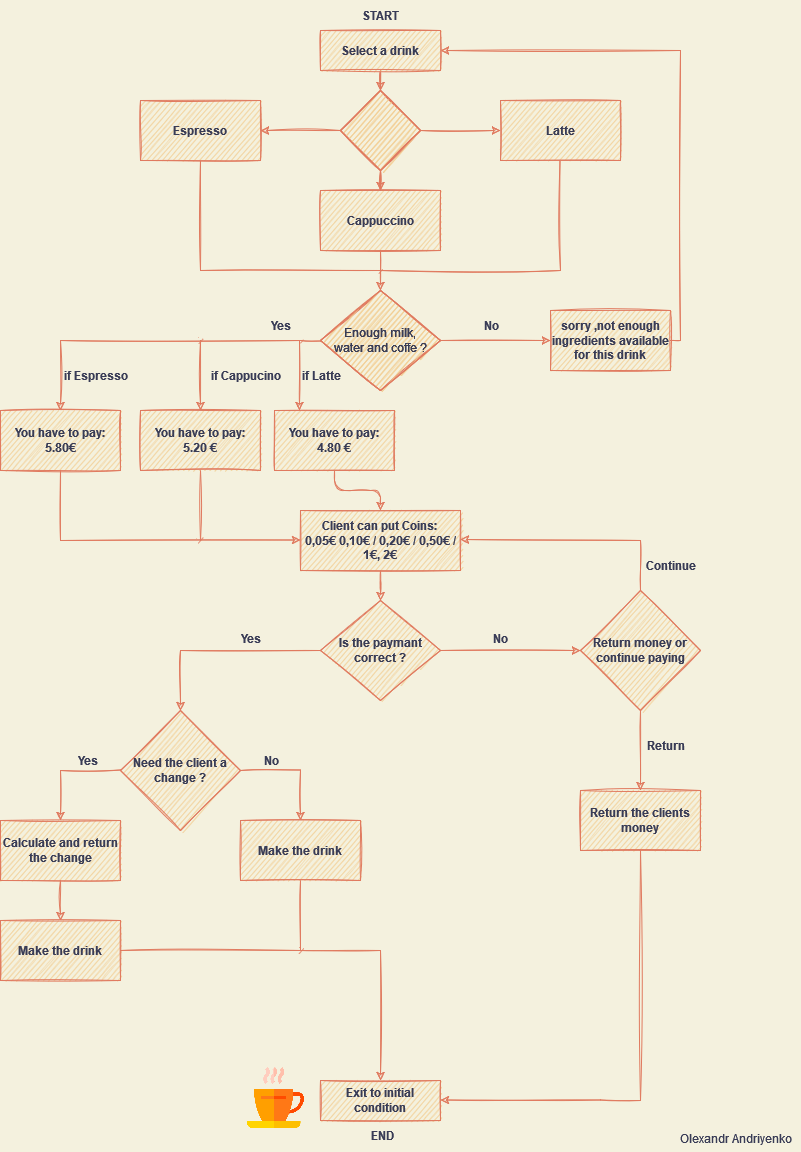 START
Select a drink
Espresso
Latte
Cappuccino
Enough milk,
water and coffe ?
Yes
No
sorry ,not enough
ingredients available
for this drink
if Espresso
if Cappucino
if Latte
You have to pay:
5.80€
You have to pay:
5.20 €
You have to pay:
4.80 €
Client can put Coins:
0,05€ 0,10€ / 0,20€ / 0,50€ /
1€, 2€
Continue
Is the paymant
correct ?
Yes
No
Return money or
continue paying
Return
Need the client a
change ?
Yes
No
Return the clients
money
Calculate and return
the change
Make the drink
Make the drink
Exit to initial
condition
END
Olexandr Andriyenko